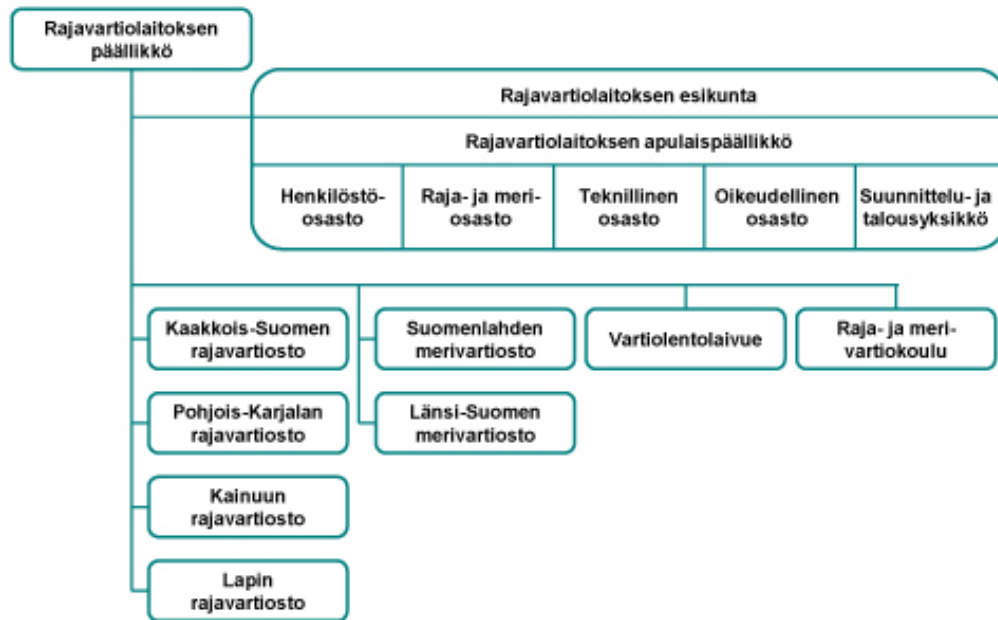 Rajavartiolaitoksen
päällikkö
Rajavartiolaitoksen esikunta
Rajavartiolaitoksen apulaispäällikkö
Henkilöstö-
osasto
Raja- ja meri-
osasto
Teknillinen
osasto
Oikeudellinen
osasto
Suunnittelu- ja
talousyksikkö
Kaakkois-Suomen
rajavartiosto
Suomenlahden
merivartiosto
Vartiolentolaivue
Raja- ja meri-
vartiokoulu
Pohjois-Karjalan
rajavartiosto
Länsi-Suomen
merivartiosto
Kainuun
rajavartiosto
Lapin
rajavartiosto